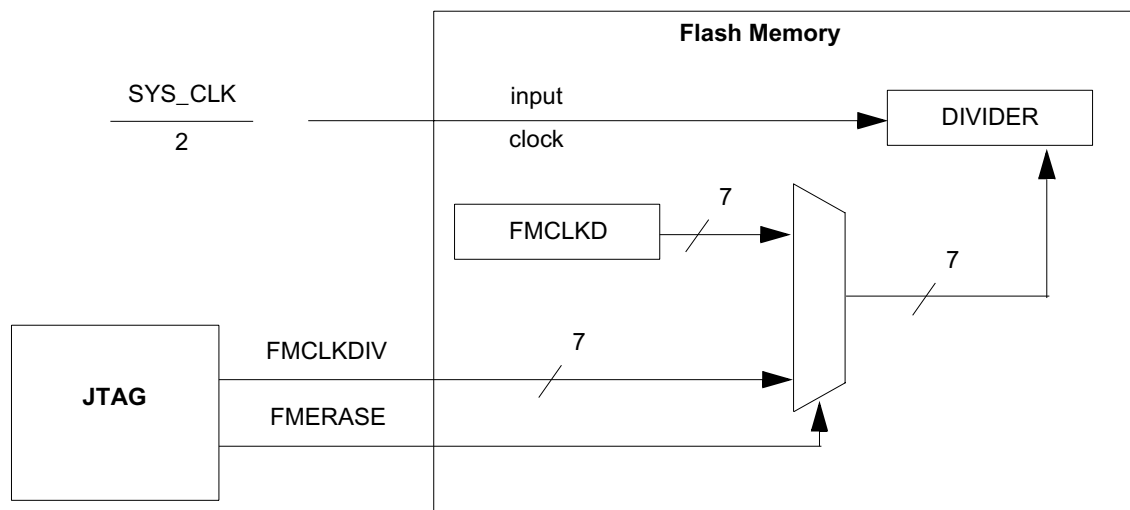 Flash Memory
SYS_CLK
2
input
clock
DIVIDER
7
FMCLKD
7
7
FMCLKDIV
JTAG
FMERASE